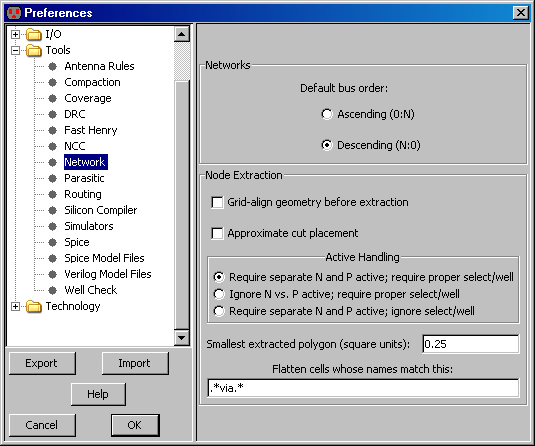 Preferences
I/O
Tools
Antenna Rules
Compaction
Coverage
DRC
Fast Henry
NCC
Network
Parasitic
Routing
Silicon Compiler
Simulators
Spice
Spice Model Files
Verilog Model Files
Well Check
Technology
Export
Import
Help
Cancel
OK
Networks
Default bus order:
Ascending (0:N)
Descending (N:0)
Node Extraction
Grid-align geometry before extraction
Approximate cut placement
Active Handling
Require separate N and P active; require proper select/well
Ignore N vs. P active; require proper select/well
Require separate N and P active; ignore select/well
Smallest extracted polygon (square units): 0.25
Flatten cells whose names match this:
.*via.*